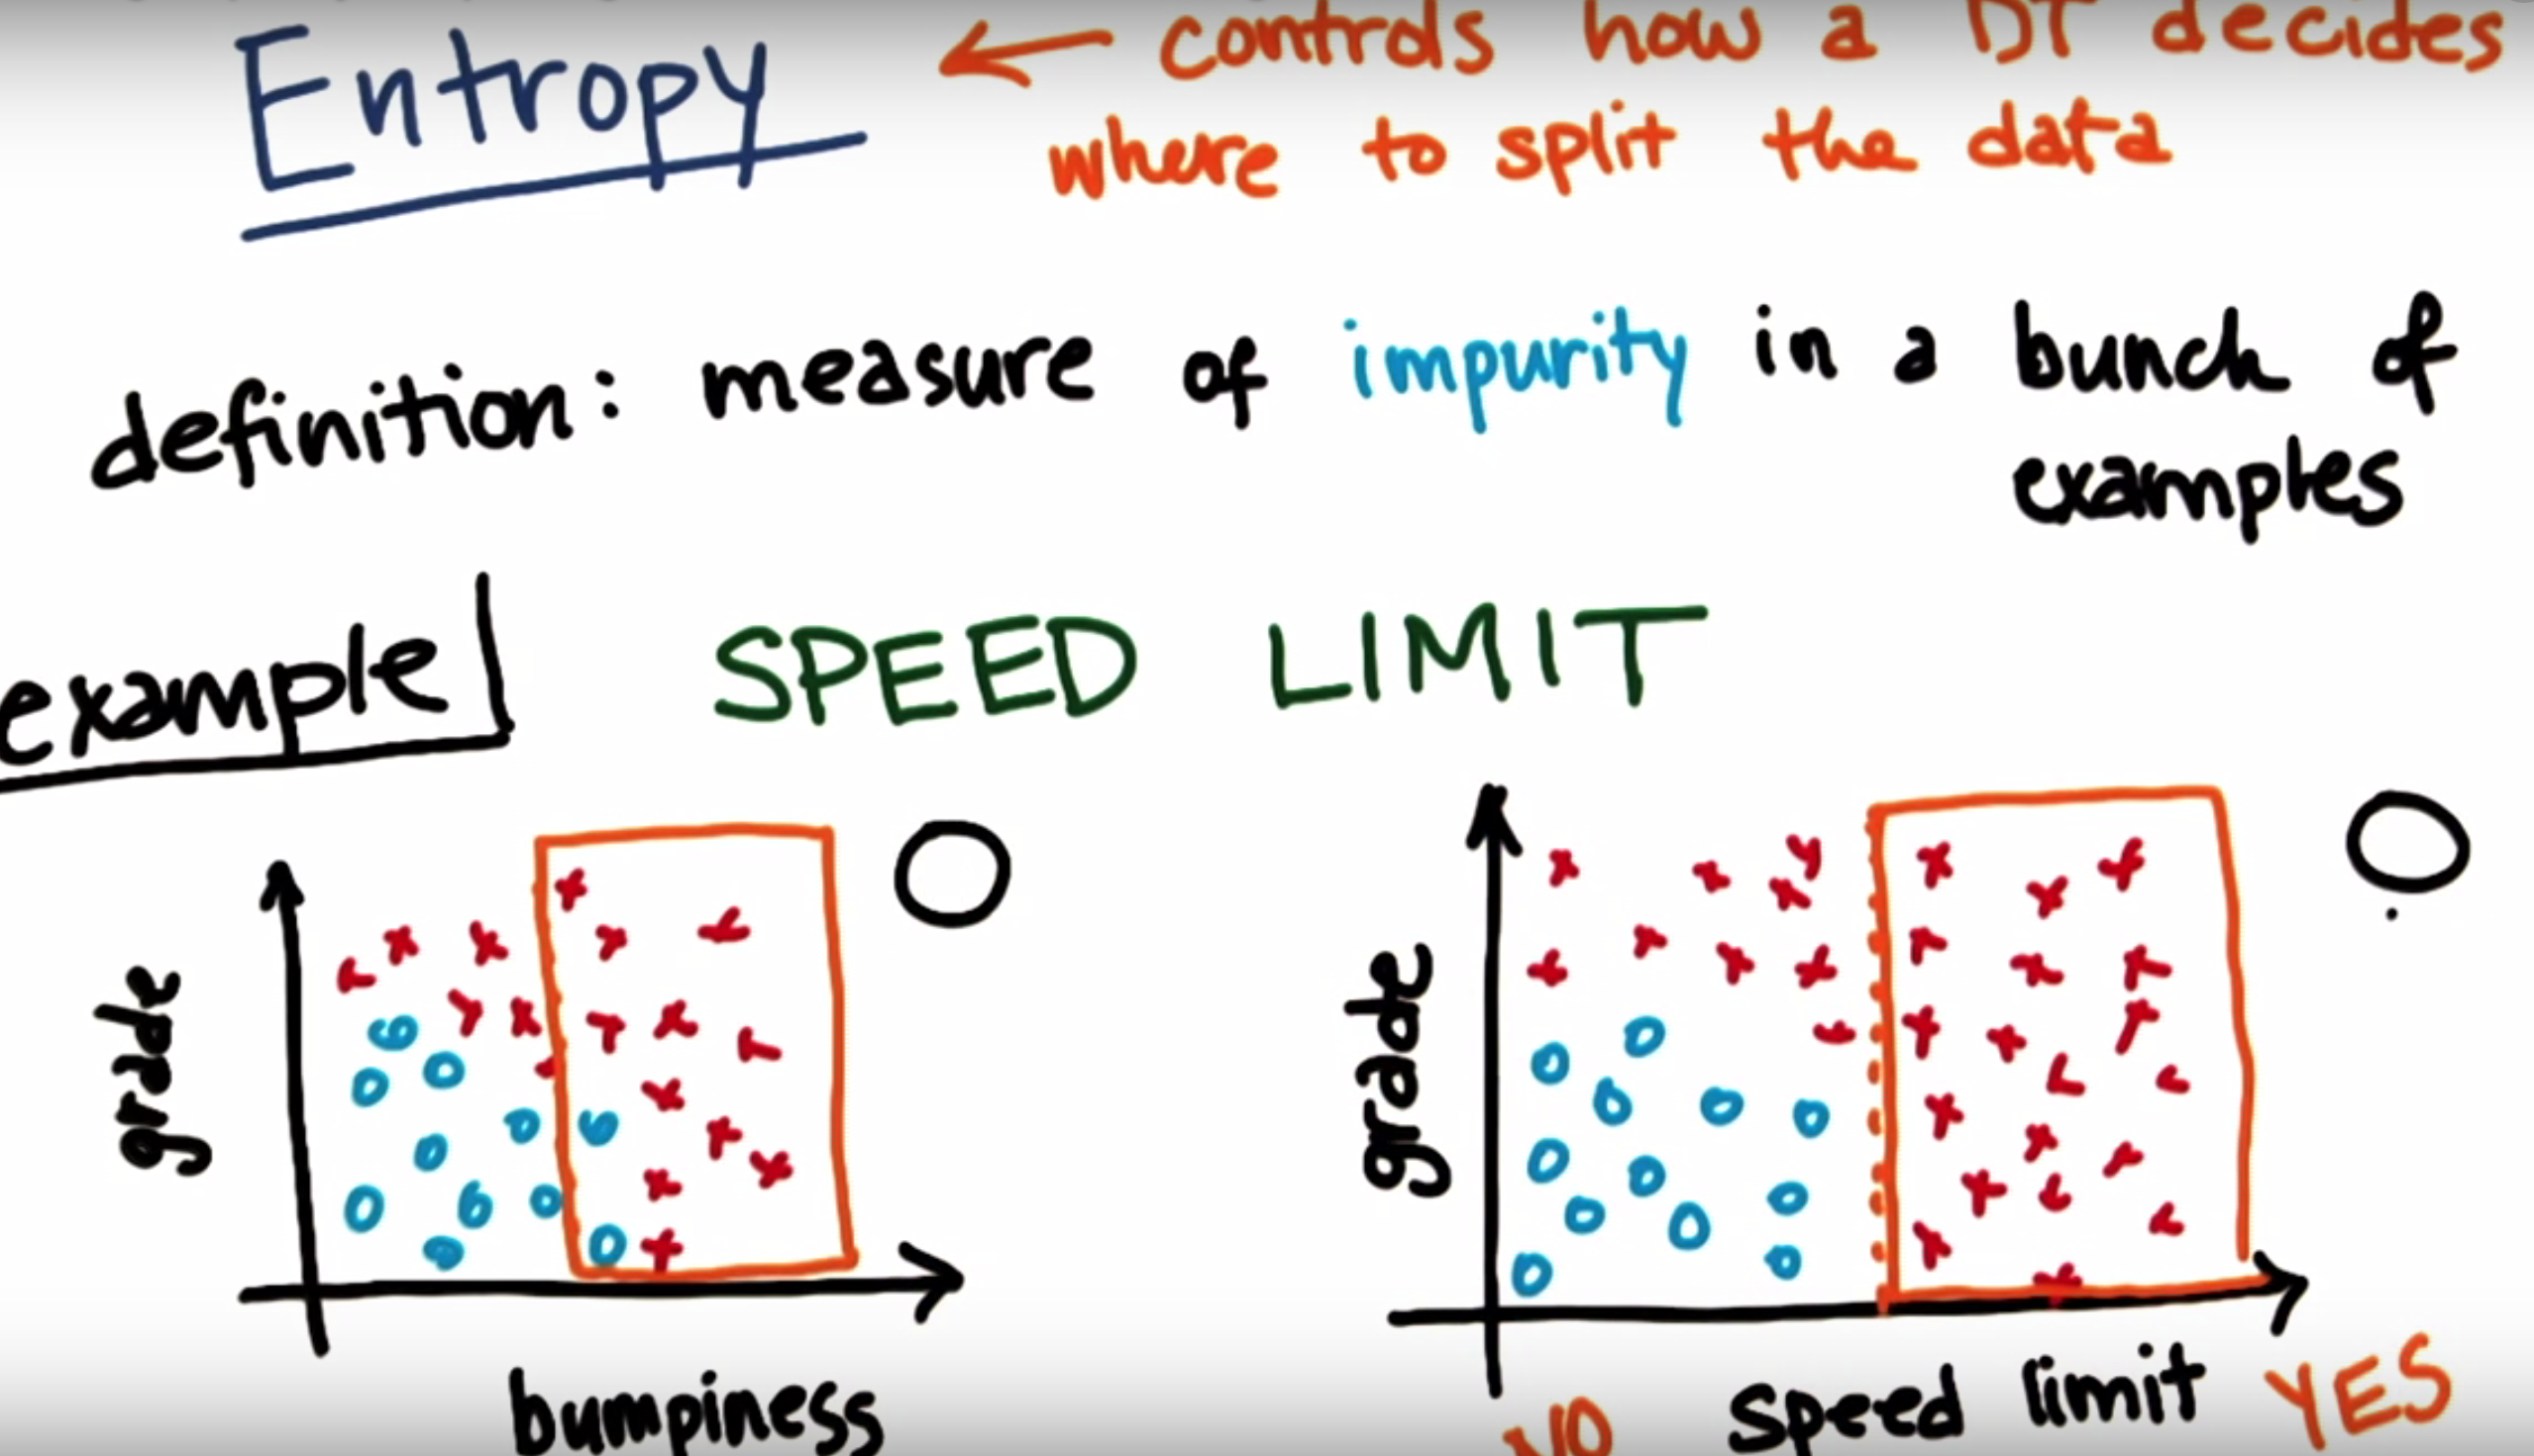 Entropy ← controls how a DT decides
where to split the data
definition: measure of impurity in a bunch of
examples
example
SPEED LIMIT
grade
bumpiness
grade
NO speed limit YES